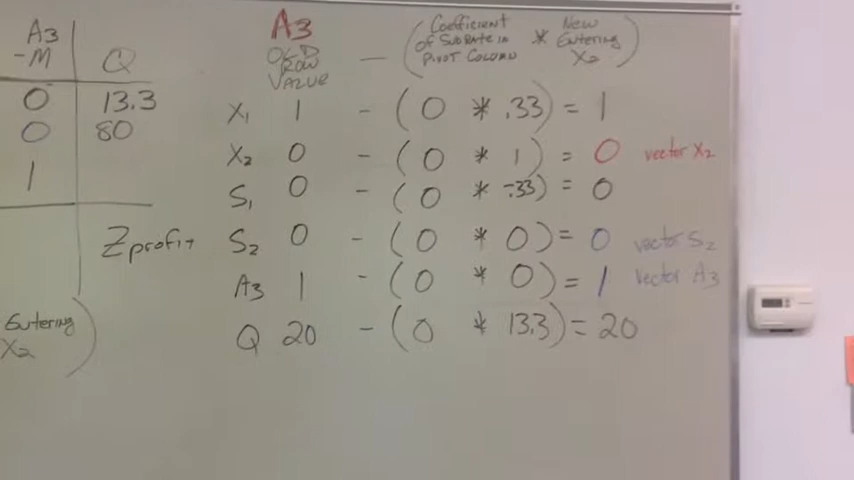 A3
-M Q
0 13.3
0 80
1
Zprofit
Entering
X2 )
A3
OLD
ROW
VALUE
— ( Coefficient
of Subrate in
PIVOT COLUMN * New
Entering
X2 )
X1 1 - (0 * .33) = 1
X2 0 - (0 * 1) = 0 vector X2
S1 0 - (0 * -.33) = 0
S2 0 - (0 * 0) = 0 vector S2
A3 1 - (0 * 0) = 1 vector A3
Q 20 - (0 * 13.3) = 20